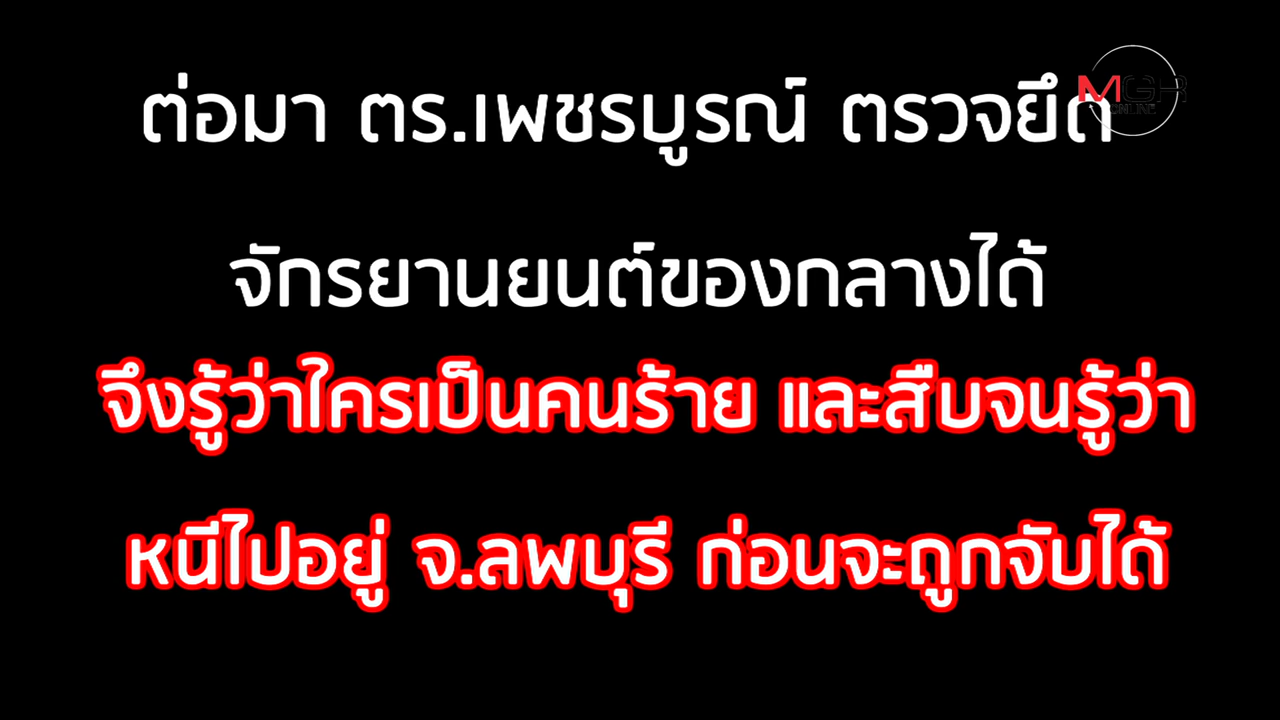 ต่อมา ตร.เพชรบูรณ์ ตรวจยึด
MGR
ONLINE
จักรยานยนต์ของกลางได้
จึงรู้ว่าใครเป็นคนร้าย และสืบจนรู้ว่า
หนีไปอยู่ จ.ลพบุรี ก่อนจะถูกจับได้